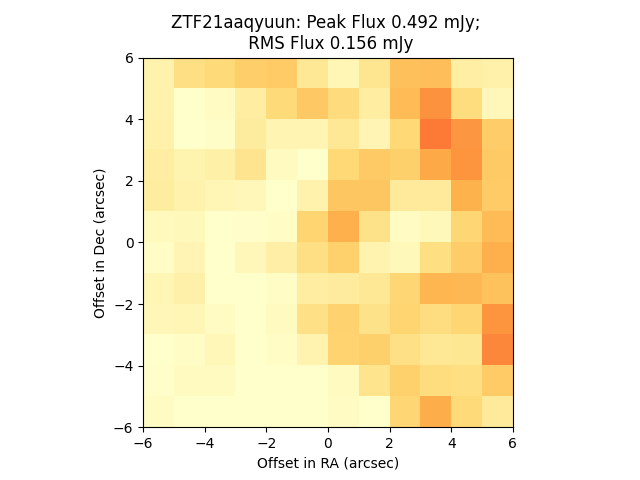 ZTF21aaqyuun: Peak Flux 0.492 mJy;
RMS Flux 0.156 mJy
6
4
2
0
−2
−4
−6
Offset in Dec (arcsec)
−6 −4 −2 0 2 4 6
Offset in RA (arcsec)